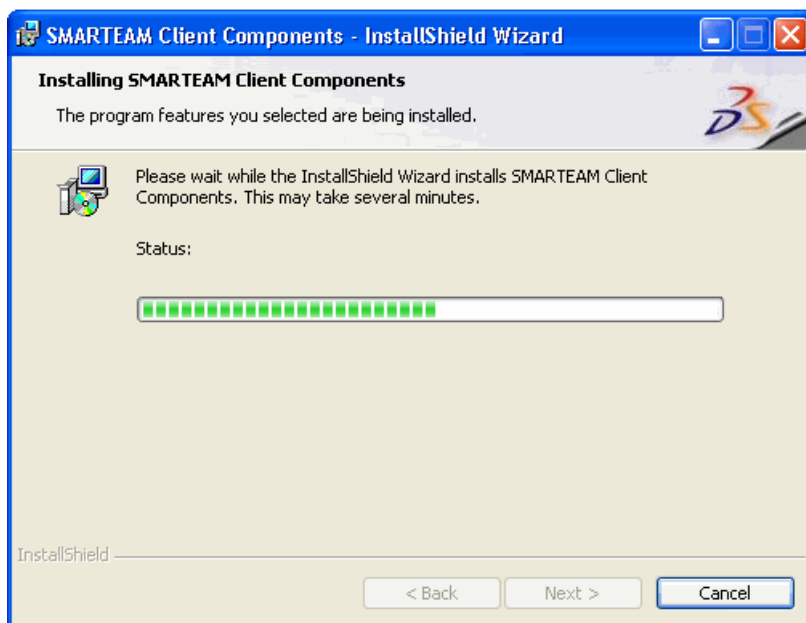 SMARTEAM Client Components - InstallShield Wizard
Installing SMARTEAM Client Components
The program features you selected are being installed.
Please wait while the InstallShield Wizard installs SMARTEAM Client
Components. This may take several minutes.
Status:
InstallShield
< Back
Next >
Cancel